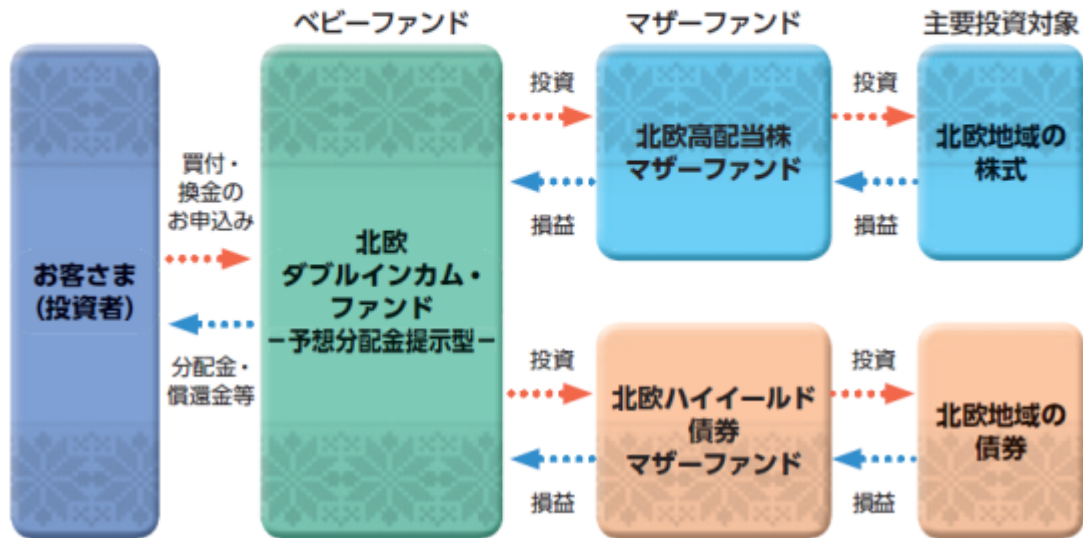 ベビーファンド
マザーファンド
主要投資対象
お客さま
(投資者)
買付・
換金の
お申込み
分配金・
償還金等
北欧
ダブルインカム・
ファンド
－予想分配金提示型－
投資
損益
北欧高配当株
マザーファンド
投資
損益
北欧地域の
株式
投資
損益
北欧ハイイールド
債券
マザーファンド
投資
損益
北欧地域の
債券